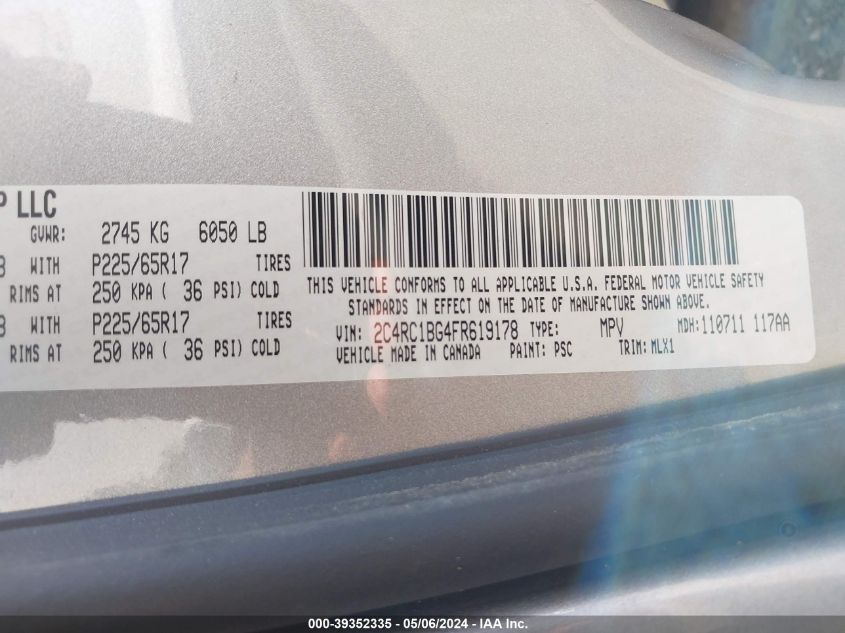 P LLC
GVWR: 2745 KG 6050 LB
WITH P225/65R17 TIRES
RIMS AT 250 KPA ( 36 PSI) COLD
WITH P225/65R17 TIRES
RIMS AT 250 KPA ( 36 PSI) COLD
THIS VEHICLE CONFORMS TO ALL APPLICABLE U.S.A. FEDERAL MOTOR VEHICLE SAFETY
STANDARDS IN EFFECT ON THE DATE OF MANUFACTURE SHOWN ABOVE.
VIN: 2C4RC1BG4FR619178 TYPE: MPV MDH: 110711 117AA
VEHICLE MADE IN CANADA PAINT: PSC TRIM: MLX1
000-39352335 - 05/06/2024 - IAA Inc.